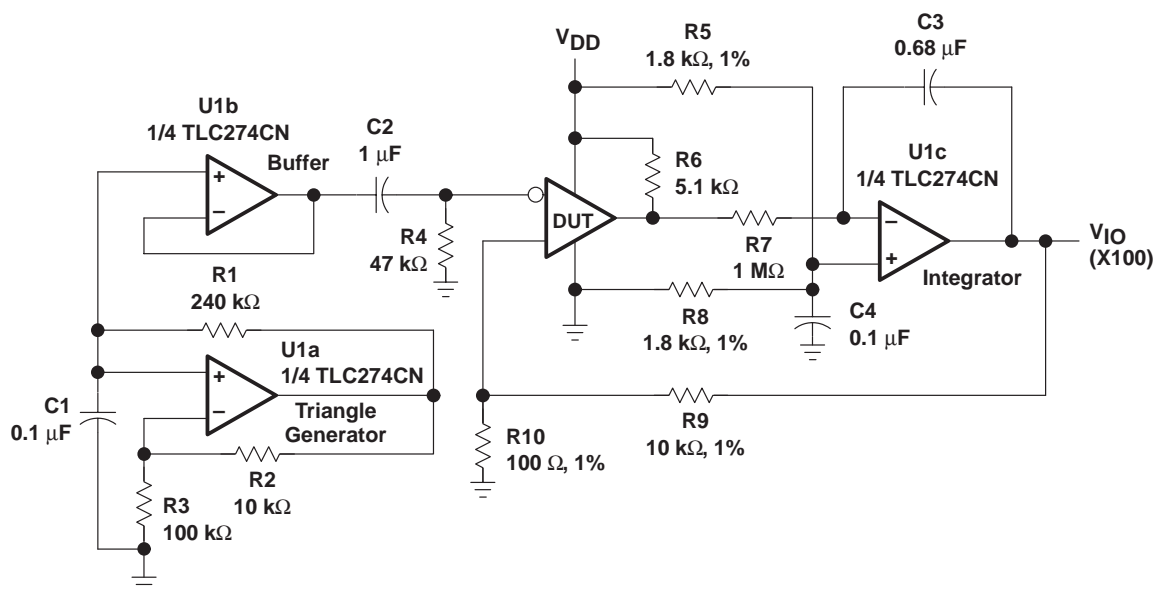 V_DD
R5
1.8 kΩ, 1%
C3
0.68 μF
U1b
1/4 TLC274CN
Buffer
C2
1 μF
+
−
R4
47 kΩ
DUT
R6
5.1 kΩ
R7
1 MΩ
U1c
1/4 TLC274CN
−
+
Integrator
V_IO
(X100)
R8
1.8 kΩ, 1%
C4
0.1 μF
R1
240 kΩ
U1a
1/4 TLC274CN
+
−
Triangle
Generator
C1
0.1 μF
R2
10 kΩ
R3
100 kΩ
R10
100 Ω, 1%
R9
10 kΩ, 1%